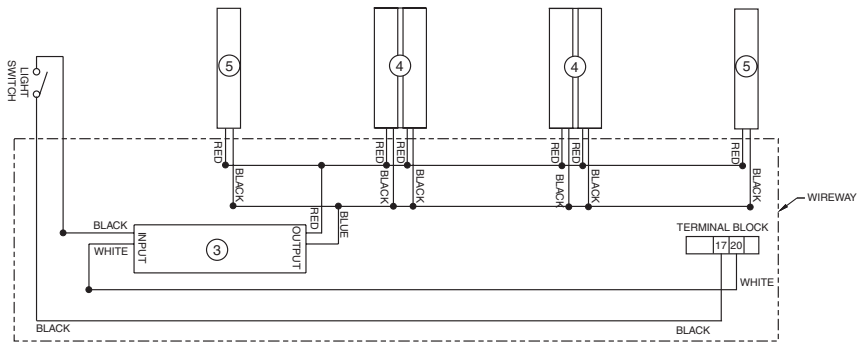 5
4
4
5
LIGHT
SWITCH
RED
BLACK
RED
BLACK
RED
BLACK
RED
BLACK
RED
BLACK
RED
BLACK
RED
BLUE
WIREWAY
BLACK
WHITE
INPUT
3
OUTPUT
TERMINAL BLOCK
17 20
WHITE
BLACK
BLACK